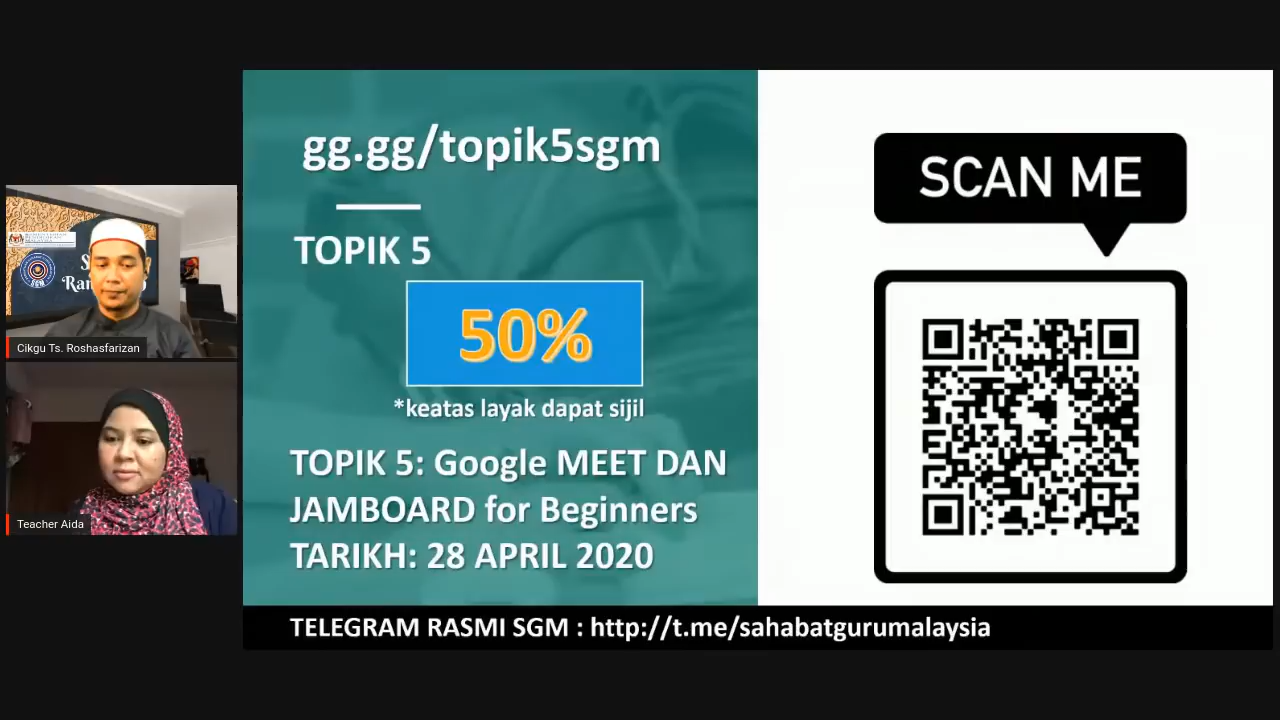 gg.gg/topik5sgm
TOPIK 5
50%
*keatas layak dapat sijil
TOPIK 5: Google MEET DAN
JAMBOARD for Beginners
TARIKH: 28 APRIL 2020
SCAN ME
TELEGRAM RASMI SGM : http://t.me/sahabatgurumalaysia
SGM
Cikgu Ts. Roshasfarizan
Teacher Aida